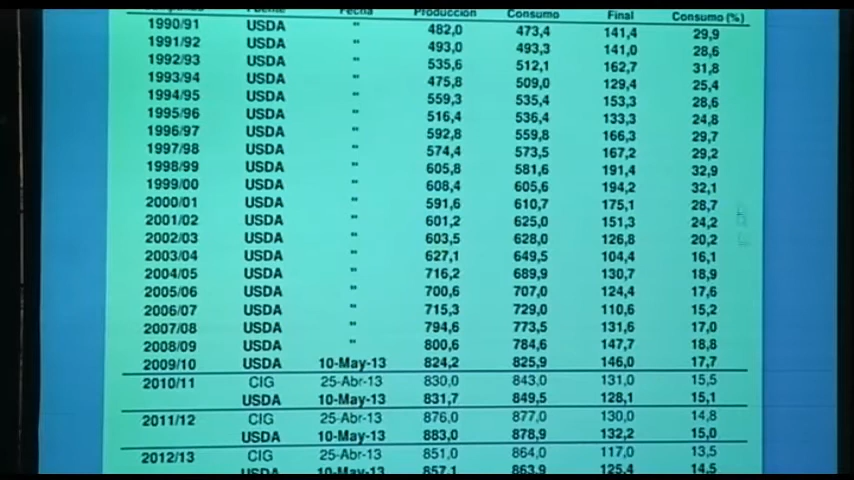 Fecha Producción Consumo Final Consumo (%)
1990/91 USDA " 482,0 473,4 141,4 29,9
1991/92 USDA " 493,0 493,3 141,0 28,6
1992/93 USDA " 535,6 512,1 162,7 31,8
1993/94 USDA " 475,8 509,0 129,4 25,4
1994/95 USDA " 559,3 535,4 153,3 28,6
1995/96 USDA " 516,4 536,4 133,3 24,8
1996/97 USDA " 592,8 559,8 166,3 29,7
1997/98 USDA " 574,4 573,5 167,2 29,2
1998/99 USDA " 605,8 581,6 191,4 32,9
1999/00 USDA " 608,4 605,6 194,2 32,1
2000/01 USDA " 591,6 610,7 175,1 28,7
2001/02 USDA " 601,2 625,0 151,3 24,2
2002/03 USDA " 603,5 628,0 126,8 20,2
2003/04 USDA " 627,1 649,5 104,4 16,1
2004/05 USDA " 716,2 689,9 130,7 18,9
2005/06 USDA " 700,6 707,0 124,4 17,6
2006/07 USDA " 715,3 729,0 110,6 15,2
2007/08 USDA " 794,6 773,5 131,6 17,0
2008/09 USDA " 800,6 784,6 147,7 18,8
2009/10 USDA 10-May-13 824,2 825,9 146,0 17,7
2010/11 CIG 25-Abr-13 830,0 843,0 131,0 15,5
USDA 10-May-13 831,7 849,5 128,1 15,1
2011/12 CIG 25-Abr-13 876,0 877,0 130,0 14,8
USDA 10-May-13 883,0 878,9 132,2 15,0
2012/13 CIG 25-Abr-13 851,0 864,0 117,0 13,5
USDA 10-May-13 857,1 863,9 125,4 14,5